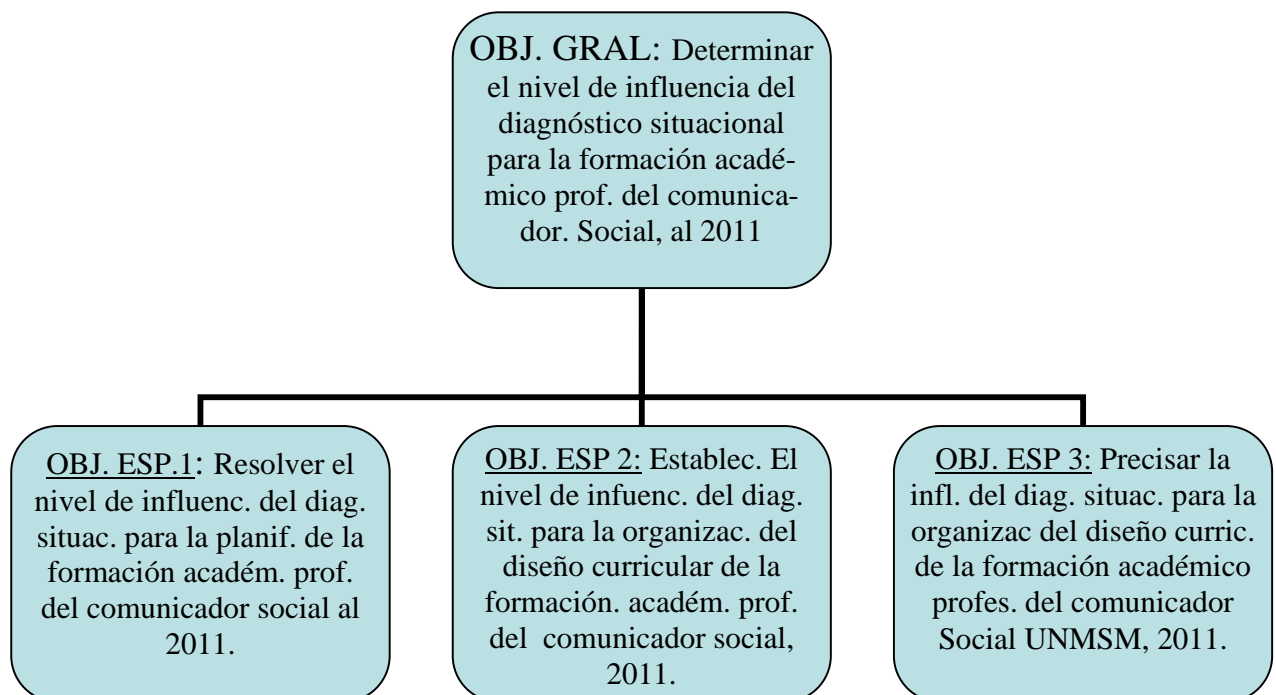 OBJ. GRAL: Determinar
el nivel de influencia del
diagnóstico situacional
para la formación acadé-
mico prof. del comunica-
dor. Social, al 2011
OBJ. ESP.1: Resolver el
nivel de influenc. del diag.
situac. para la planif. de la
formación académ. prof.
del comunicador social al
2011.
OBJ. ESP 2: Establec. El
nivel de infuenc. del diag.
sit. para la organizac. del
diseño curricular de la
formación. académ. prof.
del comunicador social,
2011.
OBJ. ESP 3: Precisar la
infl. del diag. situac. para la
organizac del diseño curric.
de la formación académico
profes. del comunicador
Social UNMSM, 2011.